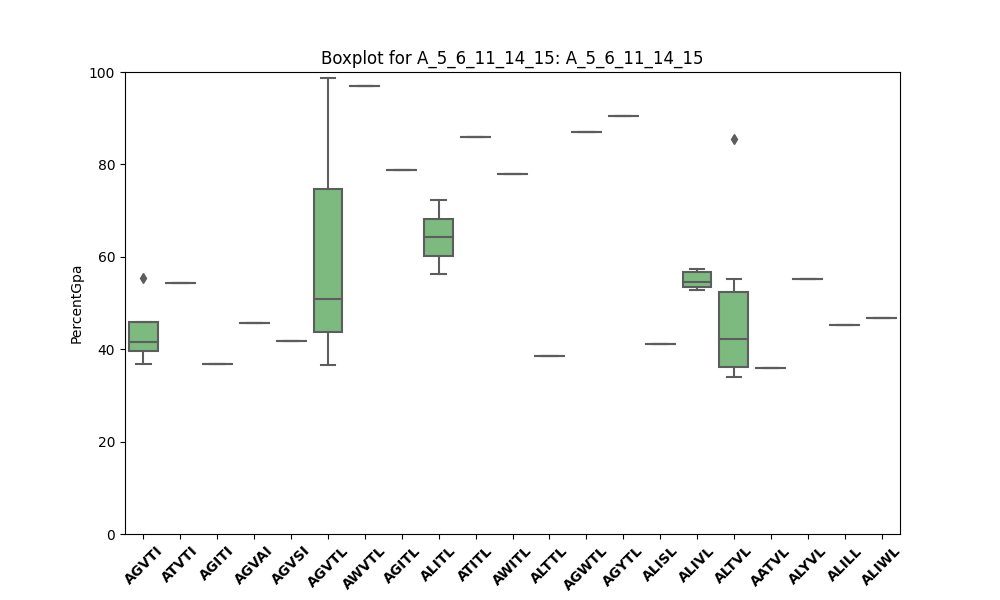 Boxplot for A_5_6_11_14_15: A_5_6_11_14_15
PercentGpa
100
80
60
40
20
0
AGVTI
ATVTI
AGITI
AGVAI
AGVSI
AGVTL
AWVTL
AGITL
ALITL
ATITL
AWITL
ALTTL
AGWTL
AGYTL
ALISL
ALIVL
ALTVL
AATVL
ALYVL
ALILL
ALIWL